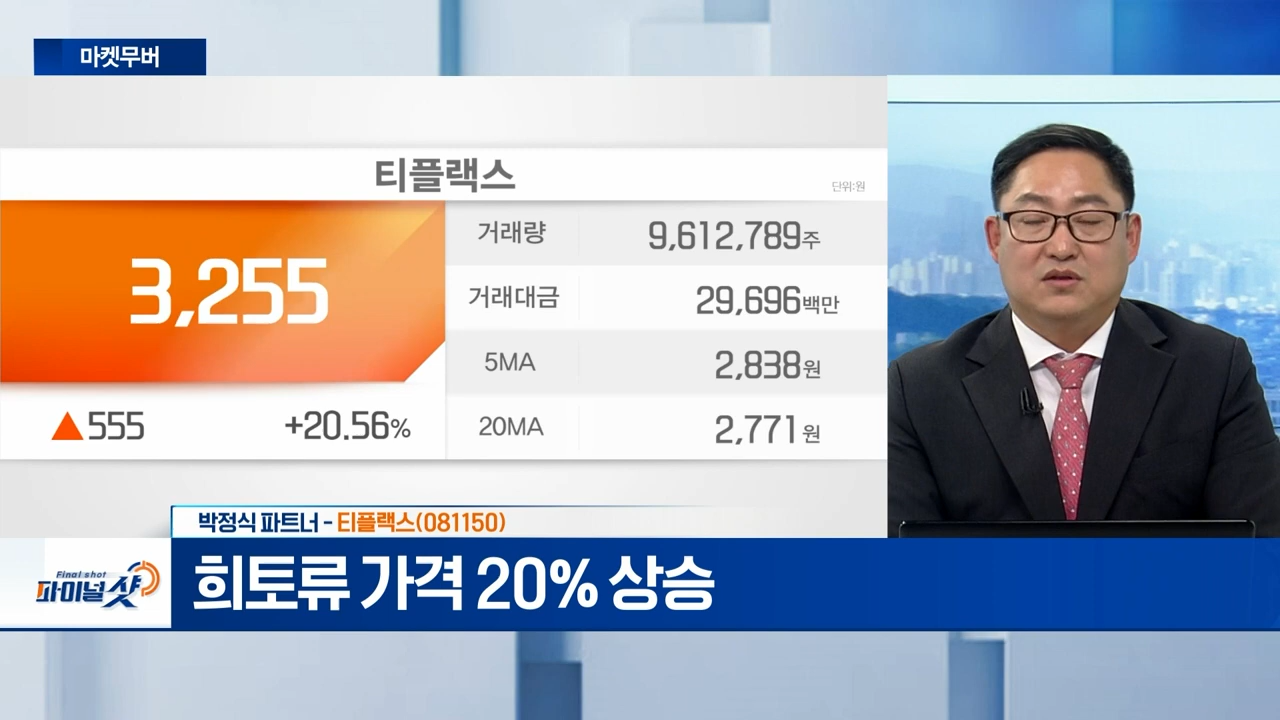 마켓무버
티플랙스
단위:원
3,255
▲555 +20.56%
거래량 9,612,789주
거래대금 29,696백만
5MA 2,838원
20MA 2,771원
박정식 파트너 - 티플랙스(081150)
Final shot
파이널샷
희토류 가격 20% 상승